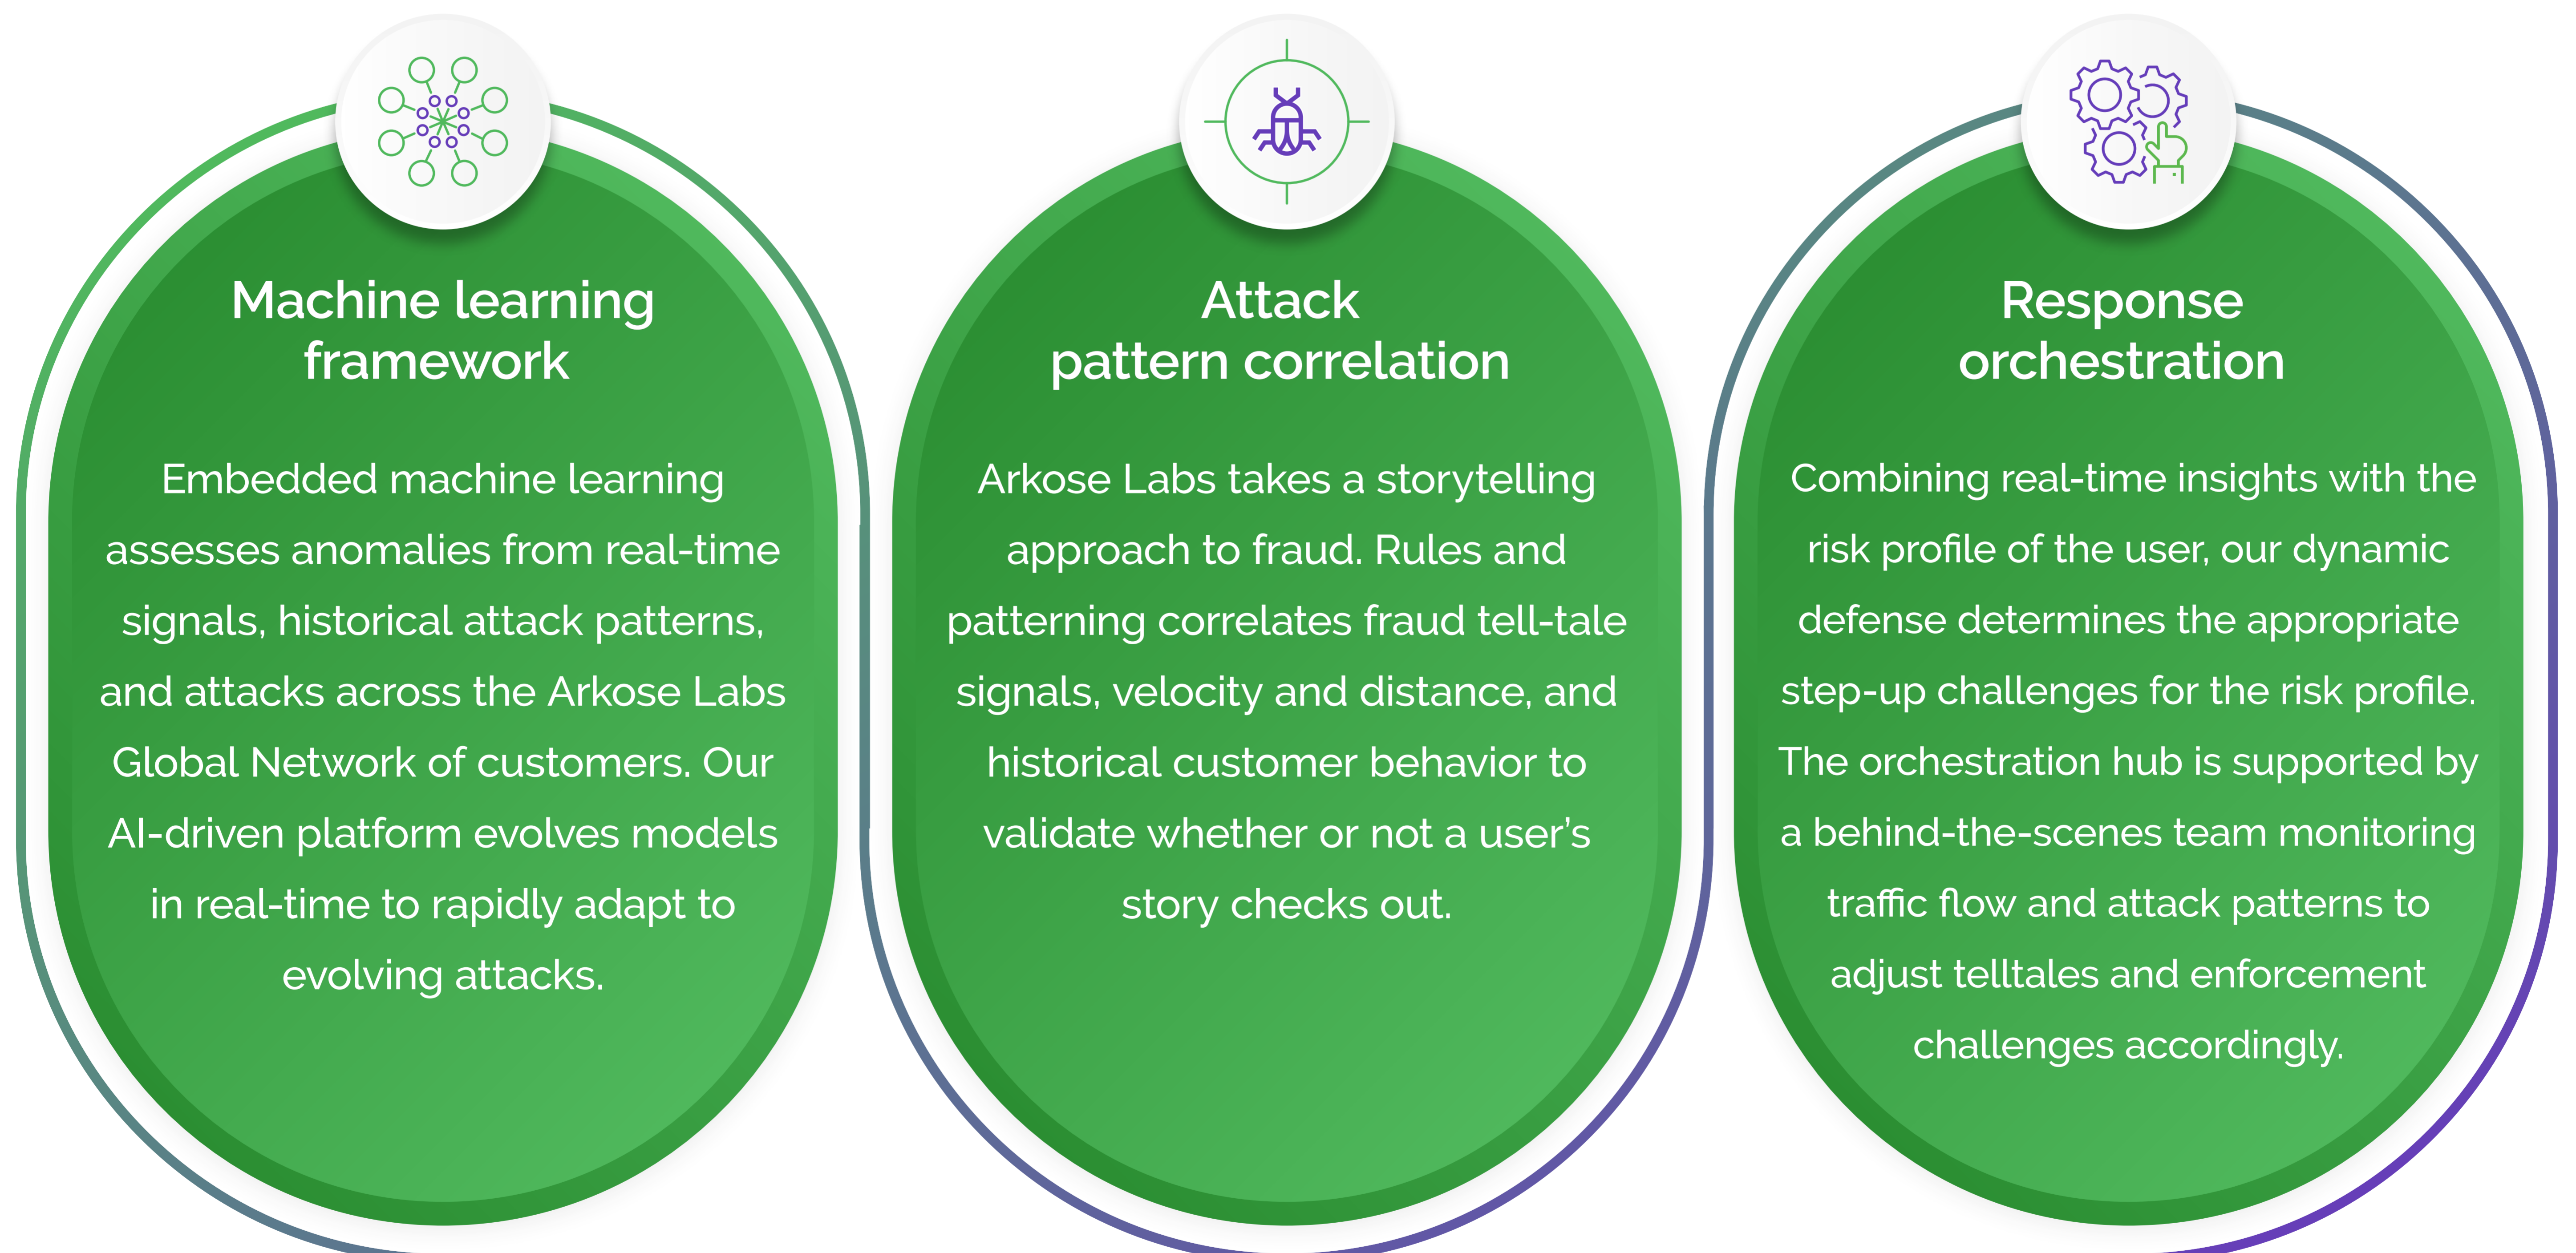 Machine learning
framework
Embedded machine learning
assesses anomalies from real-time
signals, historical attack patterns,
and attacks across the Arkose Labs
Global Network of customers. Our
AI-driven platform evolves models
in real-time to rapidly adapt to
evolving attacks.
Attack
pattern correlation
Arkose Labs takes a storytelling
approach to fraud. Rules and
patterning correlates fraud tell-tale
signals, velocity and distance, and
historical customer behavior to
validate whether or not a user’s
story checks out.
Response
orchestration
Combining real-time insights with the
risk profile of the user, our dynamic
defense determines the appropriate
step-up challenges for the risk profile.
The orchestration hub is supported by
a behind-the-scenes team monitoring
traffic flow and attack patterns to
adjust telltales and enforcement
challenges accordingly.